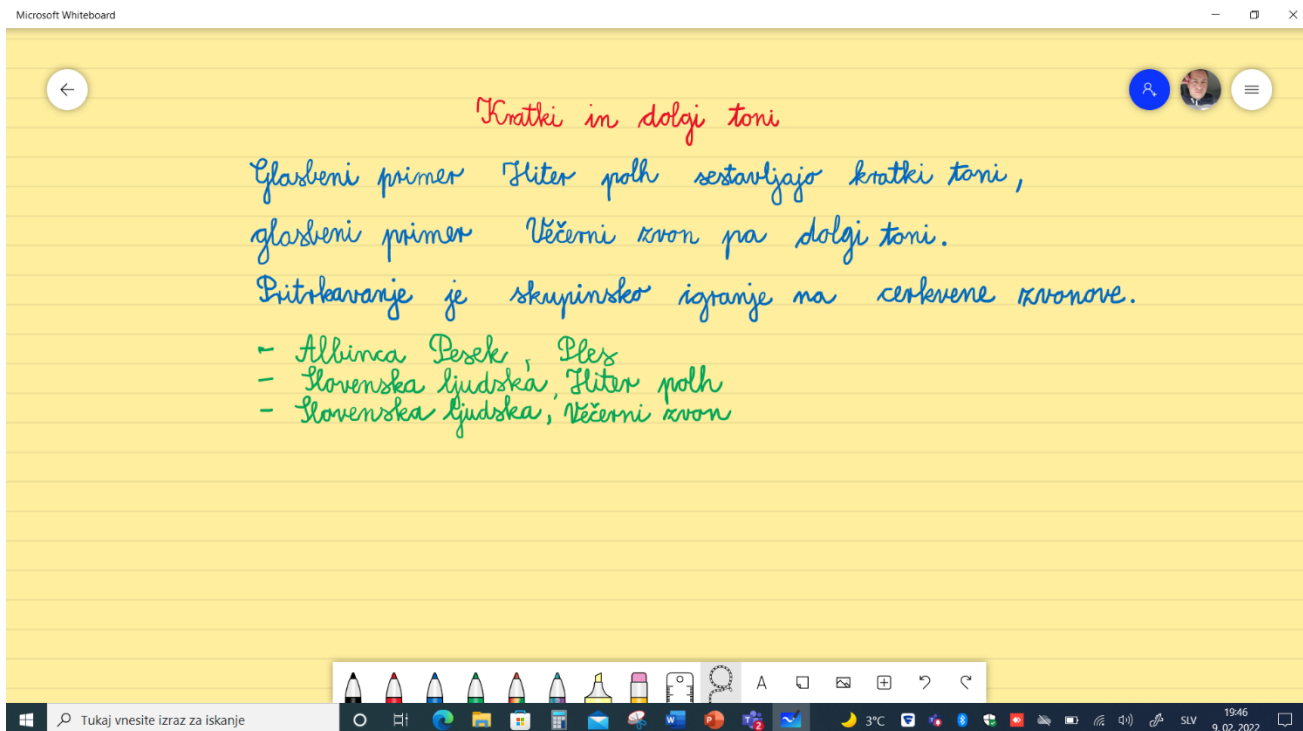 Microsoft Whiteboard
Kratki in dolgi toni
Glasbeni primer Hiter polh sestavljajo kratki toni,
glasbeni primer Večerni zvon pa dolgi toni.
Pritrkavanje je skupinsko igranje na cerkvene zvonove.
- Albinca Pesek, Ples
- Slovenska ljudska, Hiter polh
- Slovenska ljudska, Večerni zvon
A
Tukaj vnesite izraz za iskanje
3°C
SLV
19:46
9. 02. 2022